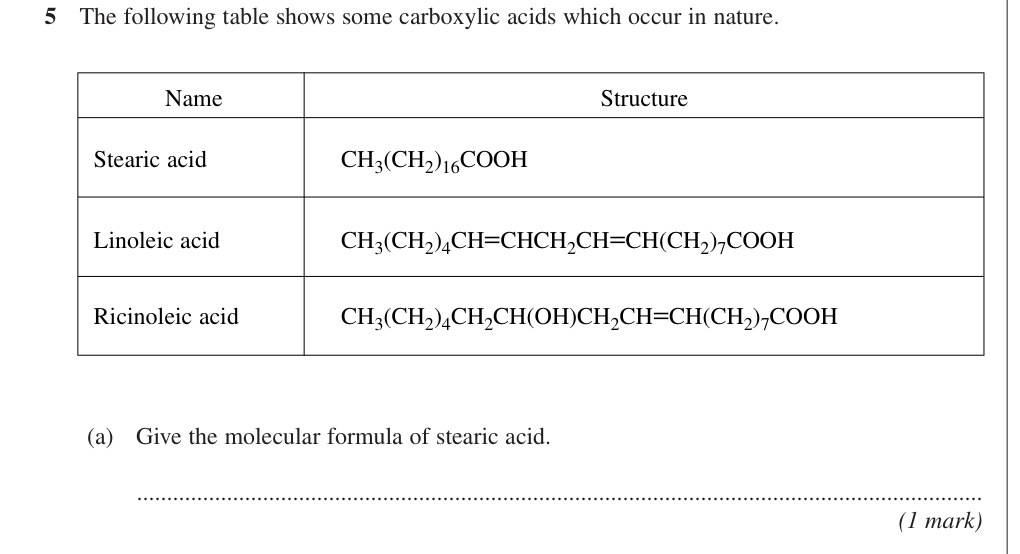 5 The following table shows some carboxylic acids which occur in nature.
Name Structure
Stearic acid CH₃(CH₂)₁₆COOH
Linoleic acid CH₃(CH₂)₄CH=CHCH₂CH=CH(CH₂)₇COOH
Ricinoleic acid CH₃(CH₂)₄CH₂CH(OH)CH₂CH=CH(CH₂)₇COOH
(a) Give the molecular formula of stearic acid.
(1 mark)